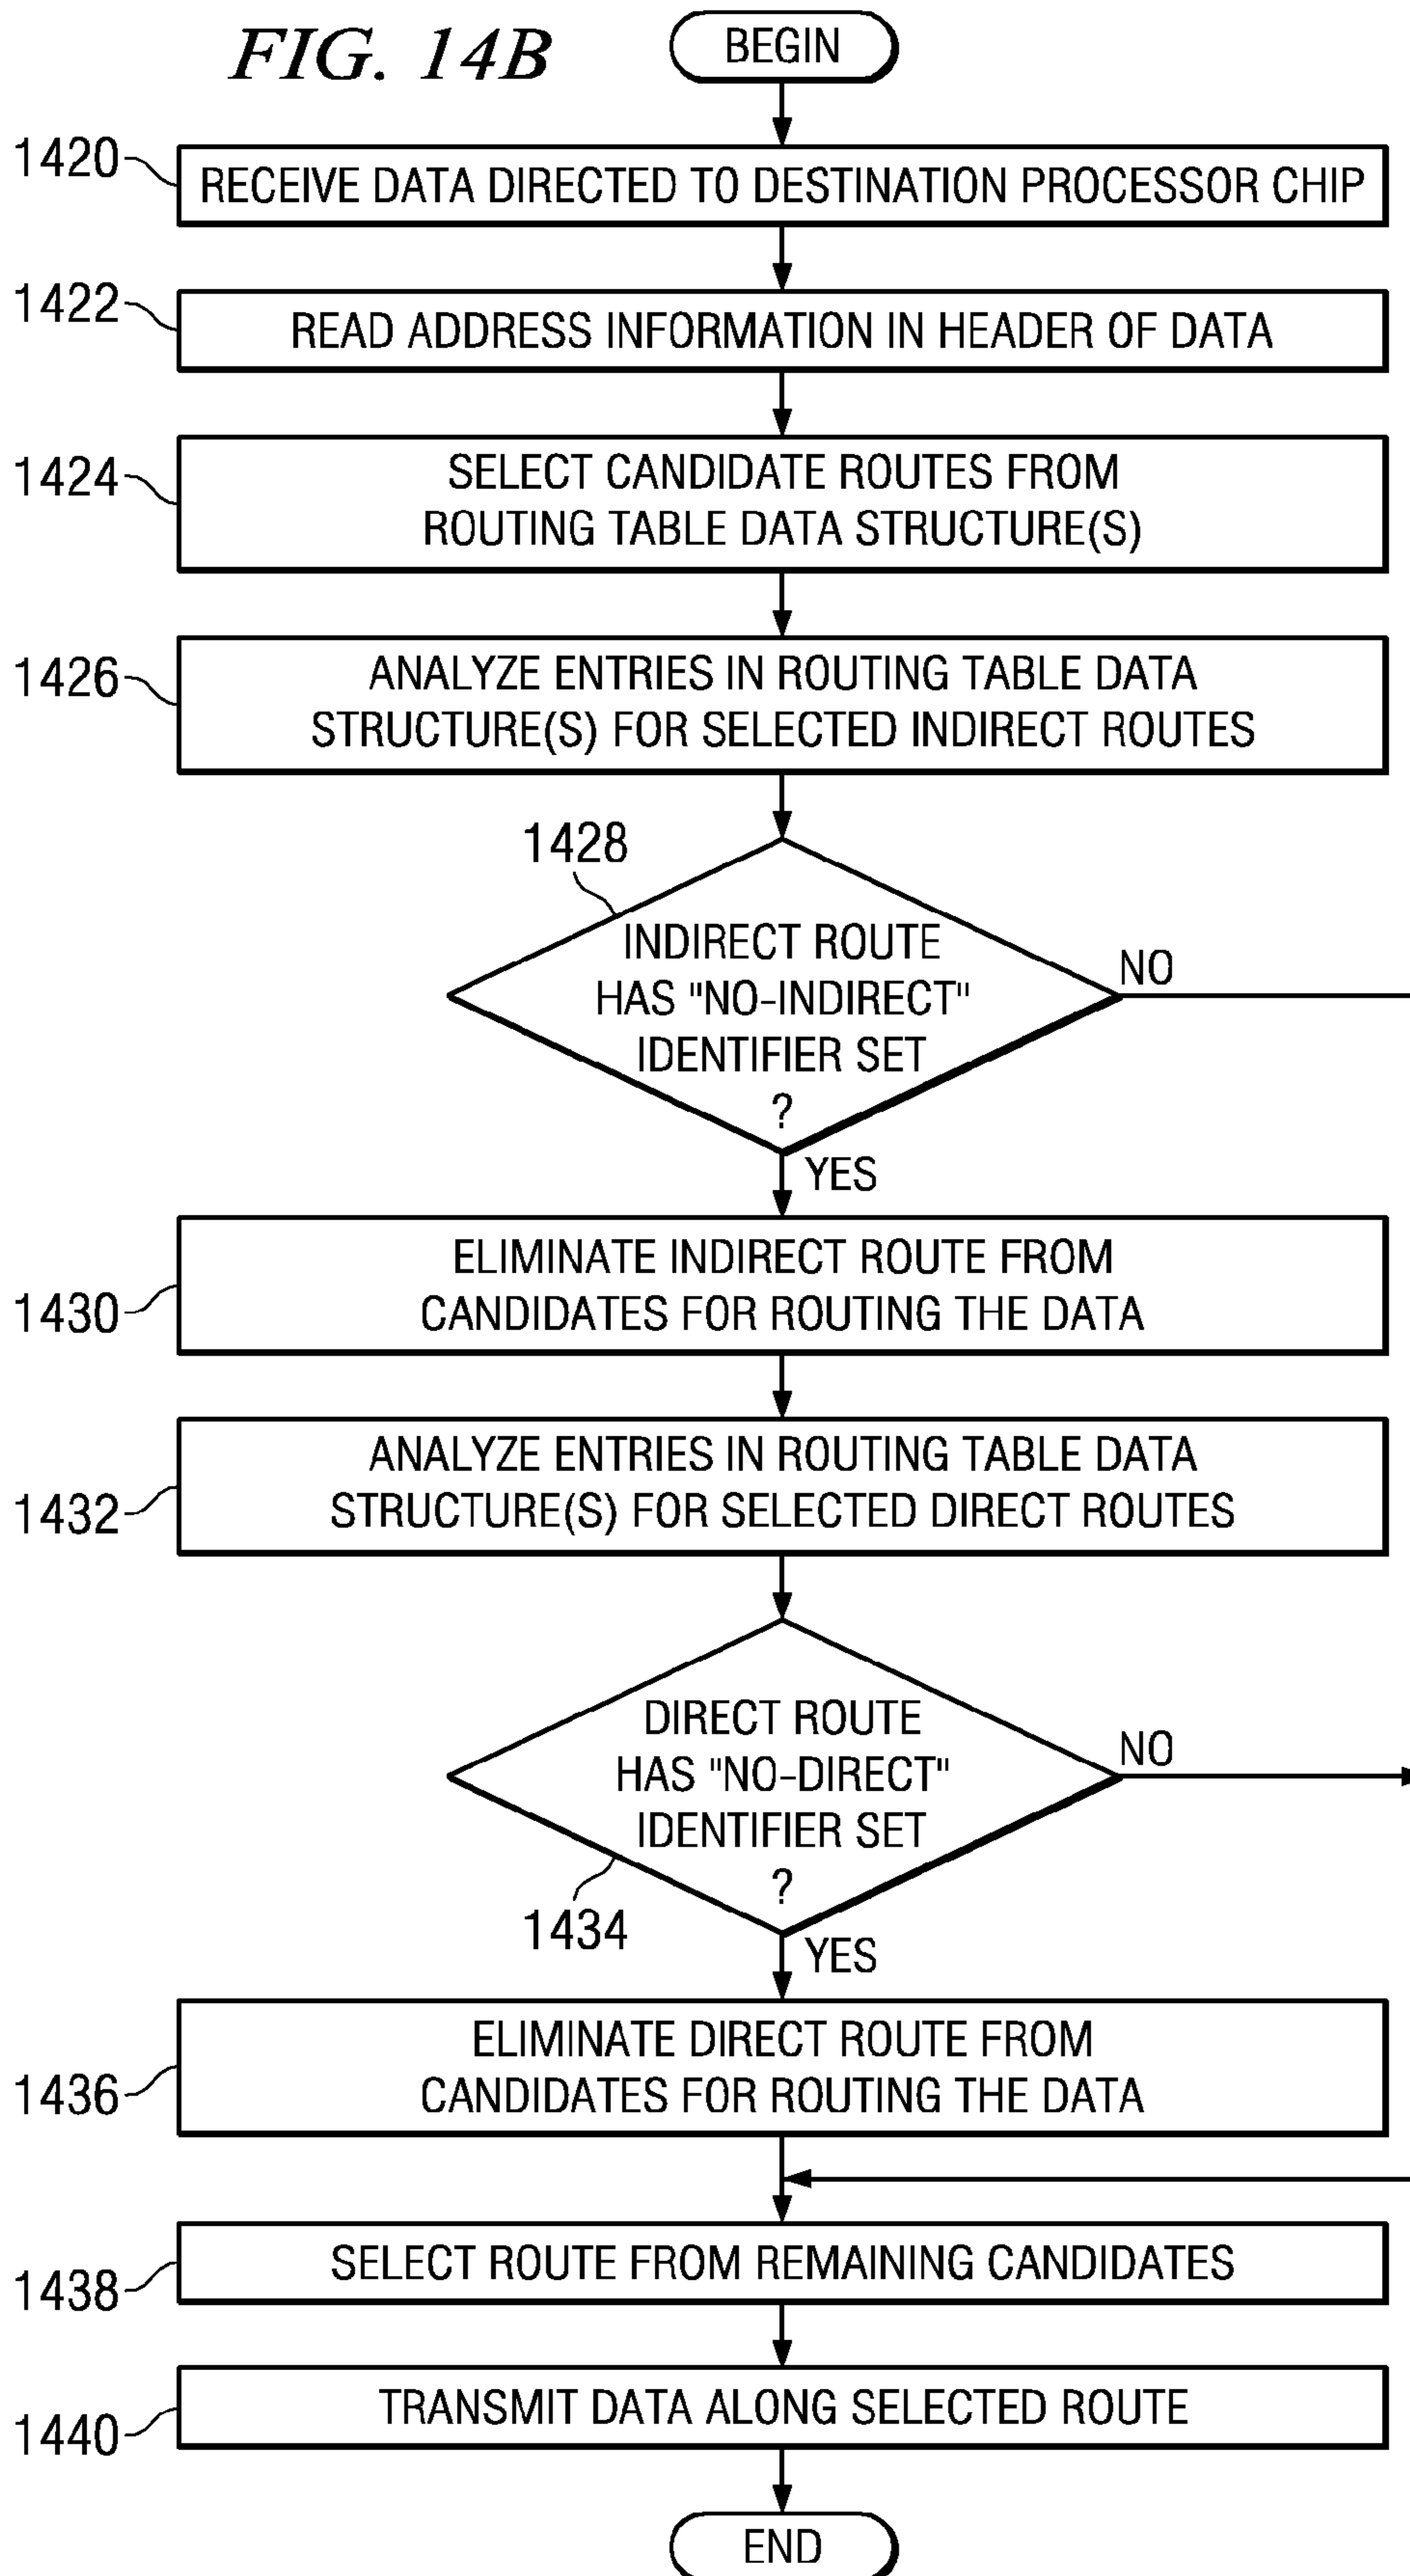 FIG. 14B
BEGIN
1420
RECEIVE DATA DIRECTED TO DESTINATION PROCESSOR CHIP
1422
READ ADDRESS INFORMATION IN HEADER OF DATA
1424
SELECT CANDIDATE ROUTES FROM
ROUTING TABLE DATA STRUCTURE(S)
1426
ANALYZE ENTRIES IN ROUTING TABLE DATA
STRUCTURE(S) FOR SELECTED INDIRECT ROUTES
1428
INDIRECT ROUTE
HAS "NO-INDIRECT"
IDENTIFIER SET
?
NO
YES
1430
ELIMINATE INDIRECT ROUTE FROM
CANDIDATES FOR ROUTING THE DATA
1432
ANALYZE ENTRIES IN ROUTING TABLE DATA
STRUCTURE(S) FOR SELECTED DIRECT ROUTES
DIRECT ROUTE
HAS "NO-DIRECT"
IDENTIFIER SET
?
NO
1434
YES
1436
ELIMINATE DIRECT ROUTE FROM
CANDIDATES FOR ROUTING THE DATA
1438
SELECT ROUTE FROM REMAINING CANDIDATES
1440
TRANSMIT DATA ALONG SELECTED ROUTE
END